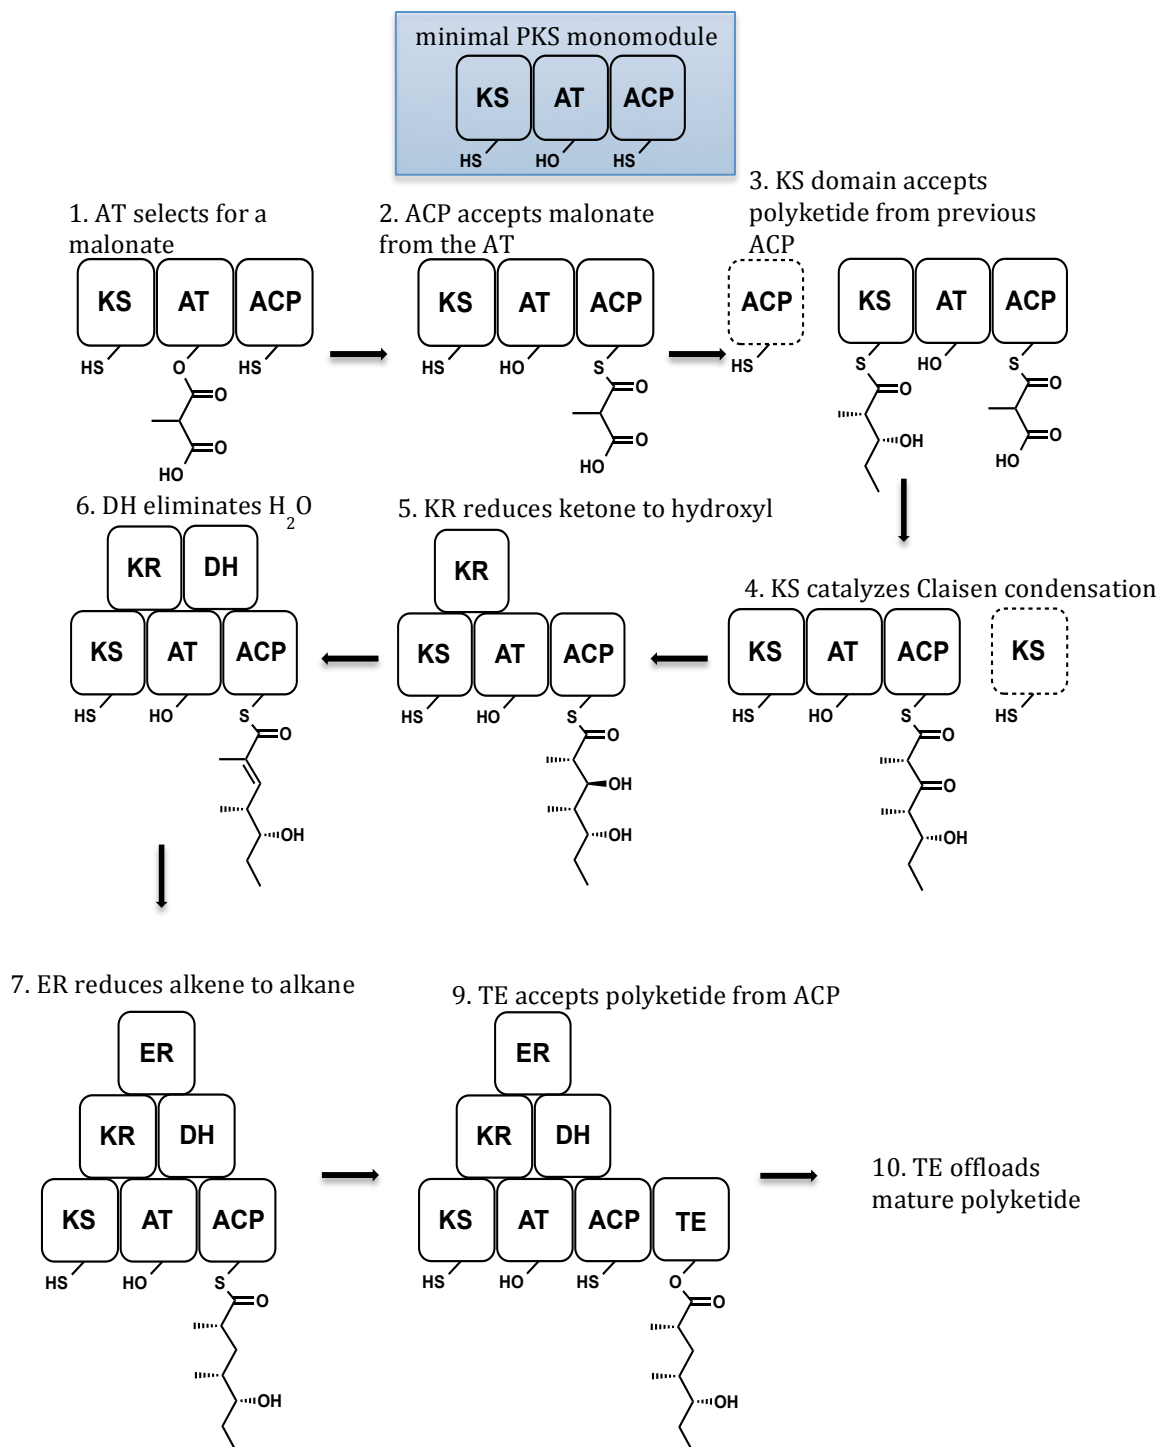 minimal PKS monomodule
KS AT ACP
HS HO HS
1. AT selects for a
malonate
KS AT ACP
HS O HS
O
O
HO
2. ACP accepts malonate
from the AT
KS AT ACP
HS HO S
O
O
HO
3. KS domain accepts
polyketide from previous
ACP
ACP KS AT ACP
HS S HO S
O O
OH O
HO
4. KS catalyzes Claisen condensation
KS AT ACP KS
HS HO S HS
O
O
OH
5. KR reduces ketone to hydroxyl
KR
KS AT ACP
HS HO S
O
OH
OH
6. DH eliminates H2O
KR DH
KS AT ACP
HS HO S
O
OH
7. ER reduces alkene to alkane
ER
KR DH
KS AT ACP
HS HO S
O
OH
9. TE accepts polyketide from ACP
ER
KR DH
KS AT ACP TE
HS HO HS O
O
OH
10. TE offloads
mature polyketide